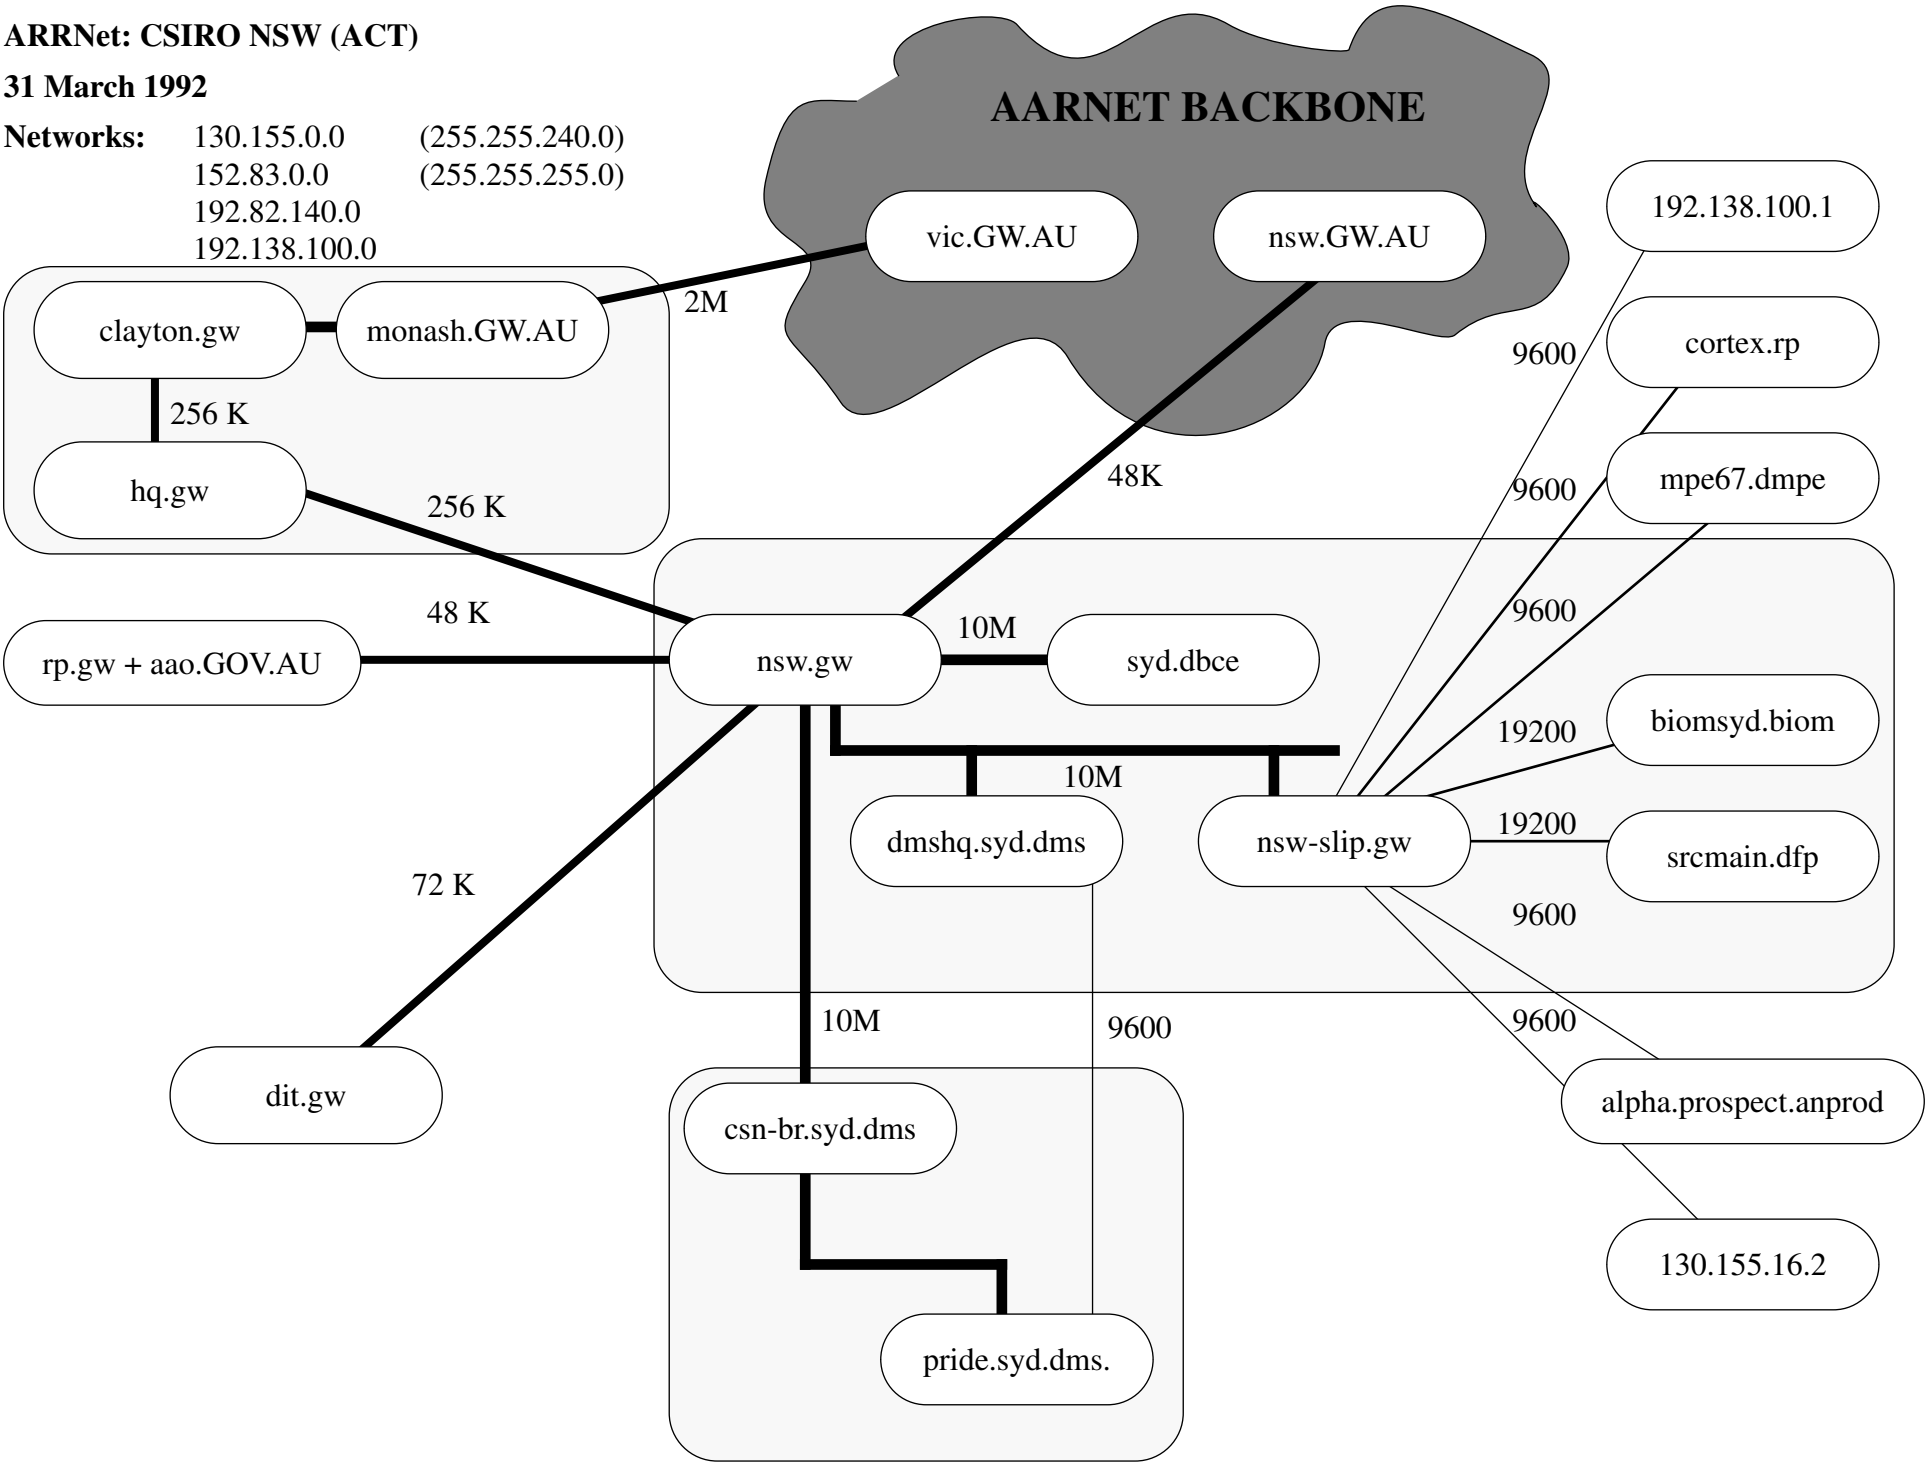 ARRNet: CSIRO NSW (ACT)
31 March 1992
Networks: 130.155.0.0 (255.255.240.0)
152.83.0.0 (255.255.255.0)
192.82.140.0
192.138.100.0
AARNET BACKBONE
vic.GW.AU
nsw.GW.AU
192.138.100.1
clayton.gw
monash.GW.AU
2M
9600
cortex.rp
256 K
hq.gw
256 K
48K
9600
mpe67.dmpe
48 K
rp.gw + aao.GOV.AU
nsw.gw
10M
syd.dbce
9600
19200
biomsyd.biom
10M
dmshq.syd.dms
nsw-slip.gw
19200
srcmain.dfp
72 K
9600
10M
9600
9600
dit.gw
csn-br.syd.dms
alpha.prospect.anprod
130.155.16.2
pride.syd.dms.